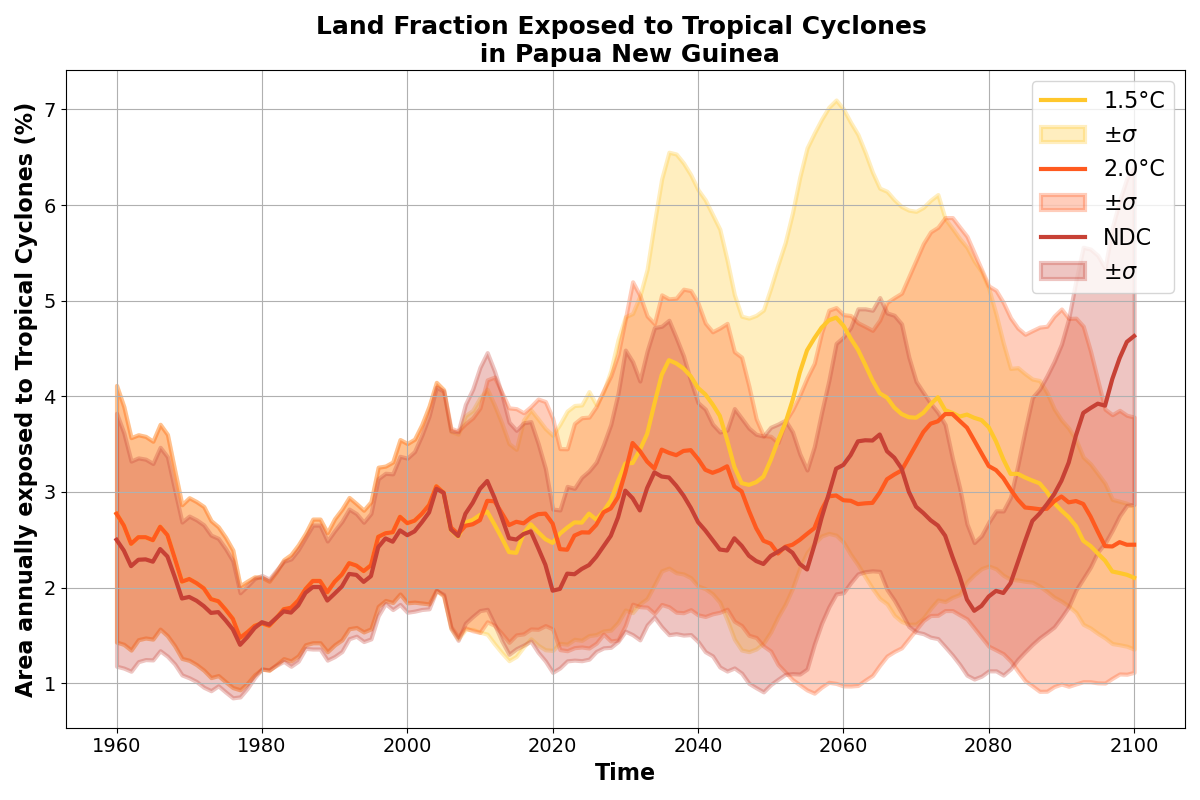 Land Fraction Exposed to Tropical Cyclones
in Papua New Guinea
Area annually exposed to Tropical Cyclones (%)
7
6
5
4
3
2
1
1.5°C
±σ
2.0°C
±σ
NDC
±σ
1960 1980 2000 2020 2040 2060 2080 2100
Time